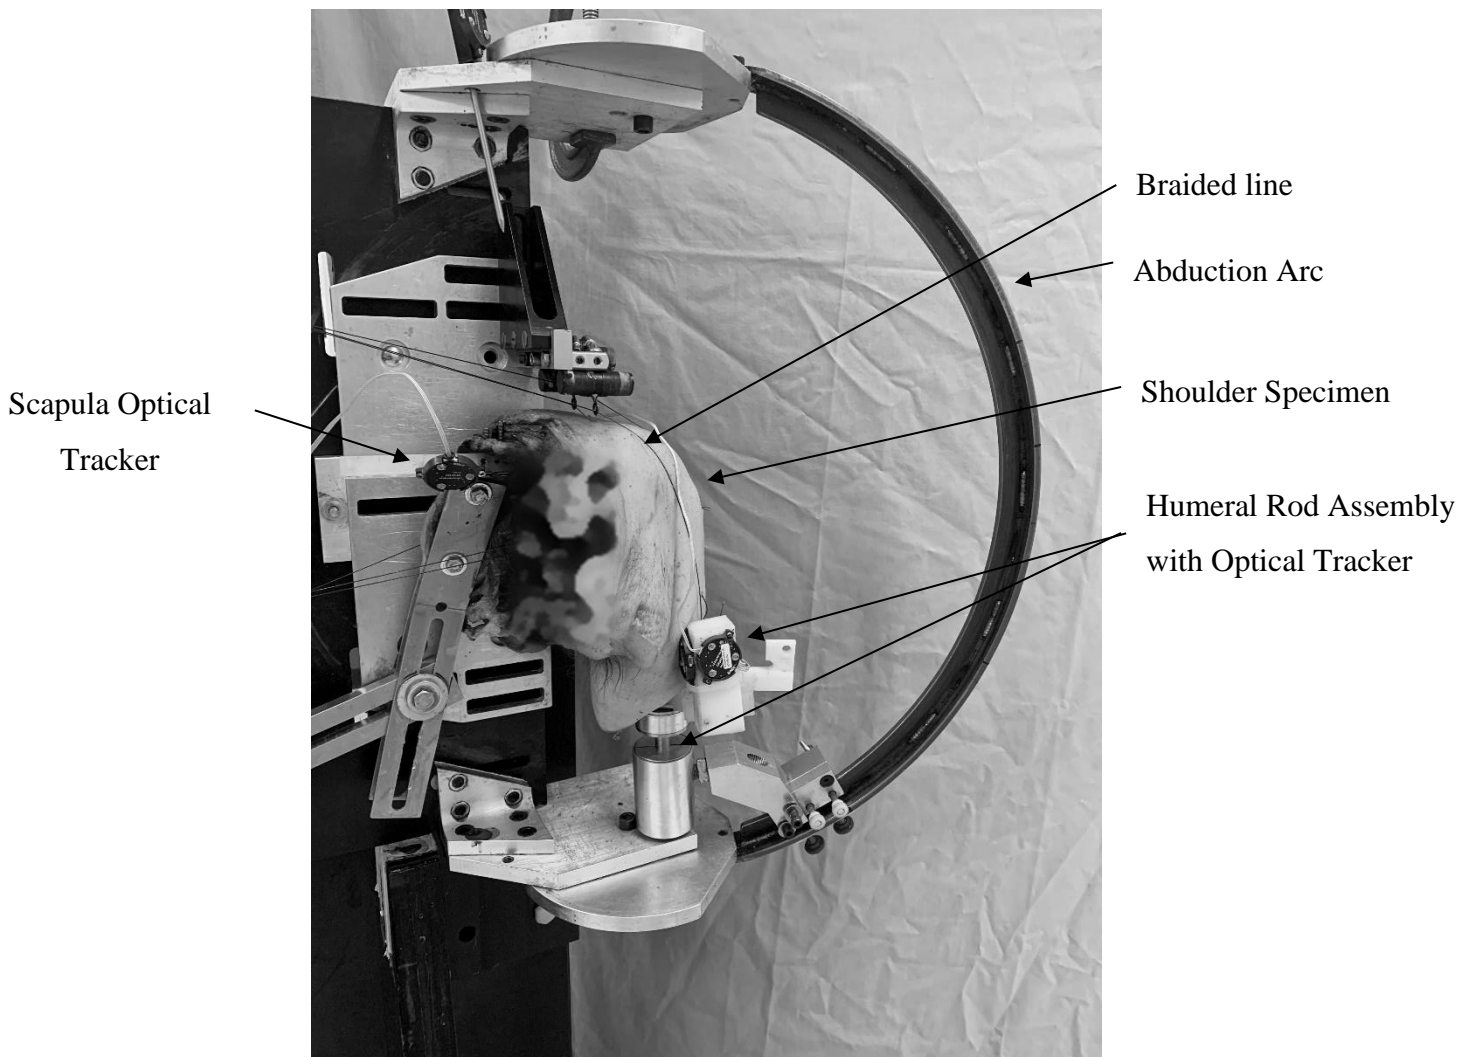 Braided line
Abduction Arc
Scapula Optical
Tracker
Shoulder Specimen
Humeral Rod Assembly
with Optical Tracker